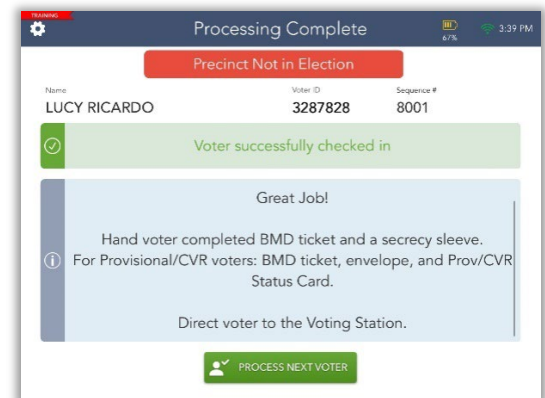 TRAINING
Processing Complete
67%
3:39 PM
Precinct Not in Election
Name
Voter ID
Sequence #
LUCY RICARDO
3287828
8001
Voter successfully checked in
Great Job!
Hand voter completed BMD ticket and a secrecy sleeve.
For Provisional/CVR voters: BMD ticket, envelope, and Prov/CVR
Status Card.
Direct voter to the Voting Station.
PROCESS NEXT VOTER